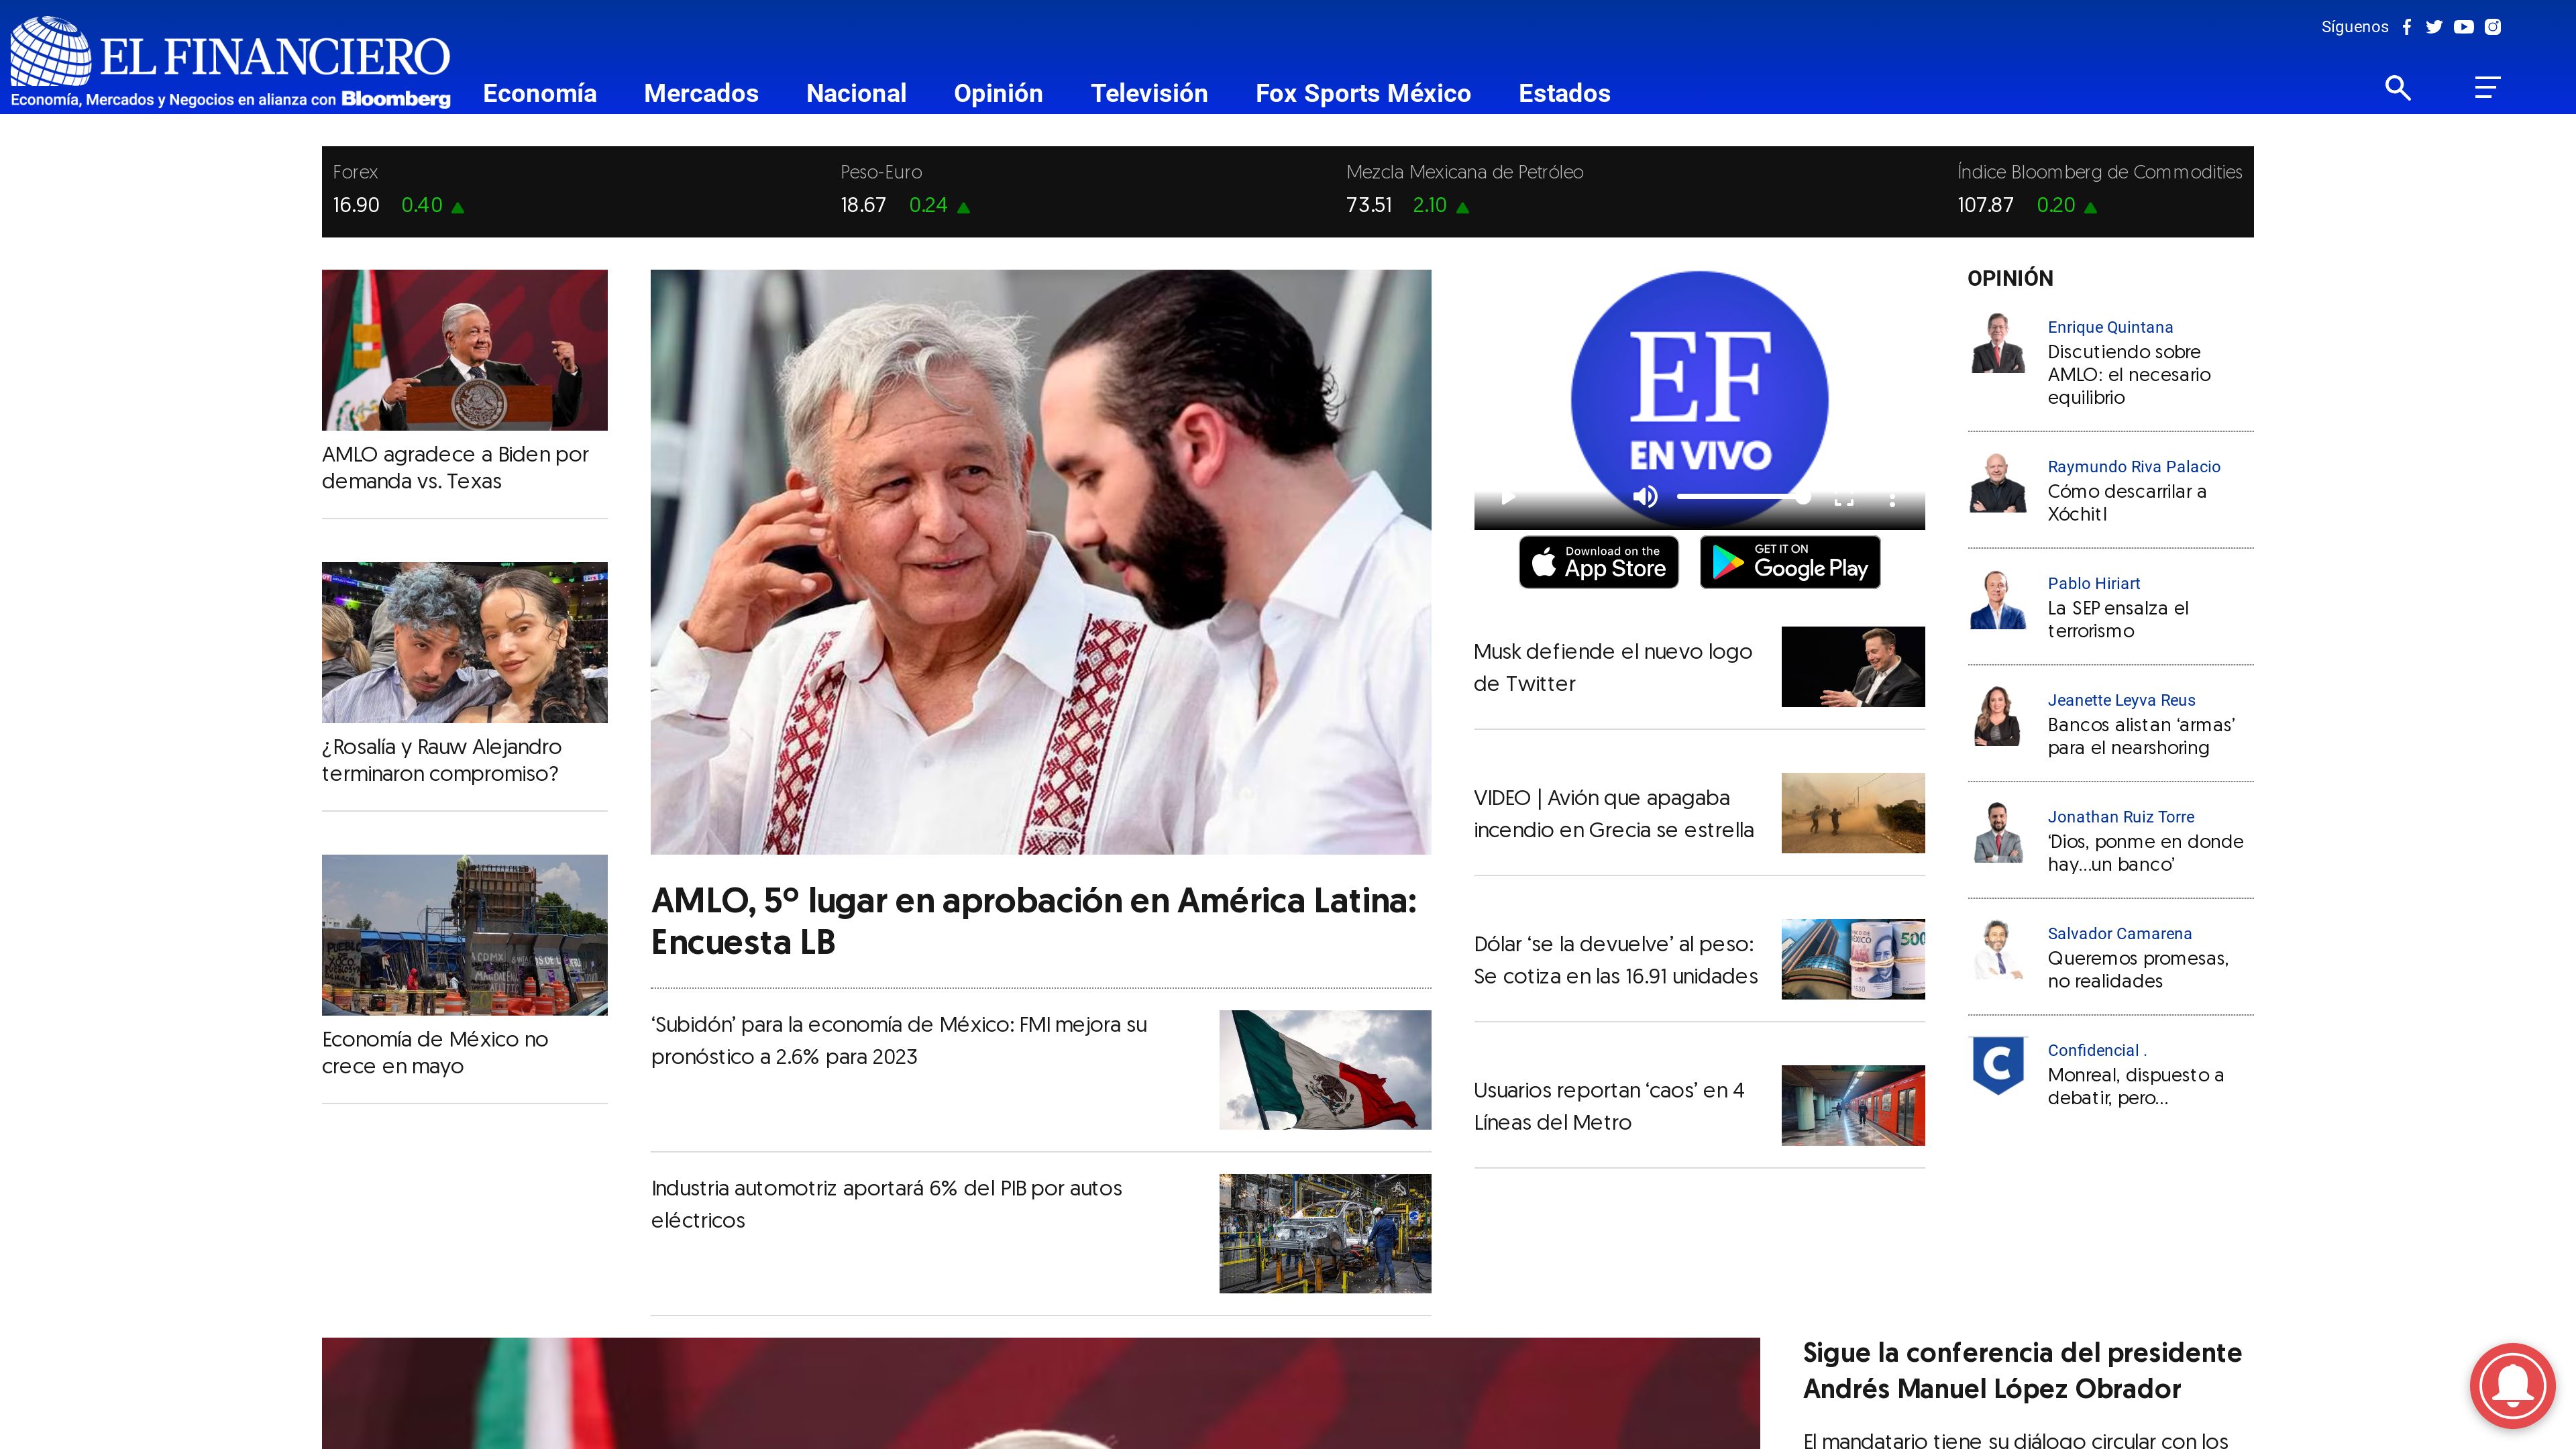 EL FINANCIERO
Economía, Mercados y Negocios en alianza con Bloomberg
Economía
Mercados
Nacional
Opinión
Televisión
Fox Sports México
Estados
Síguenos
Forex
16.90 0.40
Peso-Euro
18.67 0.24
Mezcla Mexicana de Petróleo
73.51 2.10
Índice Bloomberg de Commodities
107.87 0.20
AMLO agradece a Biden por
demanda vs. Texas
¿Rosalía y Rauw Alejandro
terminaron compromiso?
Economía de México no
crece en mayo
AMLO, 5º lugar en aprobación en América Latina:
Encuesta LB
‘Subidón’ para la economía de México: FMI mejora su
pronóstico a 2.6% para 2023
Industria automotriz aportará 6% del PIB por autos
eléctricos
EF
EN VIVO
Download on the
App Store
GET IT ON
Google Play
Musk defiende el nuevo logo
de Twitter
VIDEO | Avión que apagaba
incendio en Grecia se estrella
Dólar ‘se la devuelve’ al peso:
Se cotiza en las 16.91 unidades
Usuarios reportan ‘caos’ en 4
Líneas del Metro
OPINIÓN
Enrique Quintana
Discutiendo sobre
AMLO: el necesario
equilibrio
Raymundo Riva Palacio
Cómo descarrilar a
Xóchitl
Pablo Hiriart
La SEP ensalza el
terrorismo
Jeanette Leyva Reus
Bancos alistan ‘armas’
para el nearshoring
Jonathan Ruiz Torre
‘Dios, ponme en donde
hay...un banco’
Salvador Camarena
Queremos promesas,
no realidades
C
Confidencial .
Monreal, dispuesto a
debatir, pero...
Sigue la conferencia del presidente
Andrés Manuel López Obrador
El mandatario tiene su diálogo circular con los